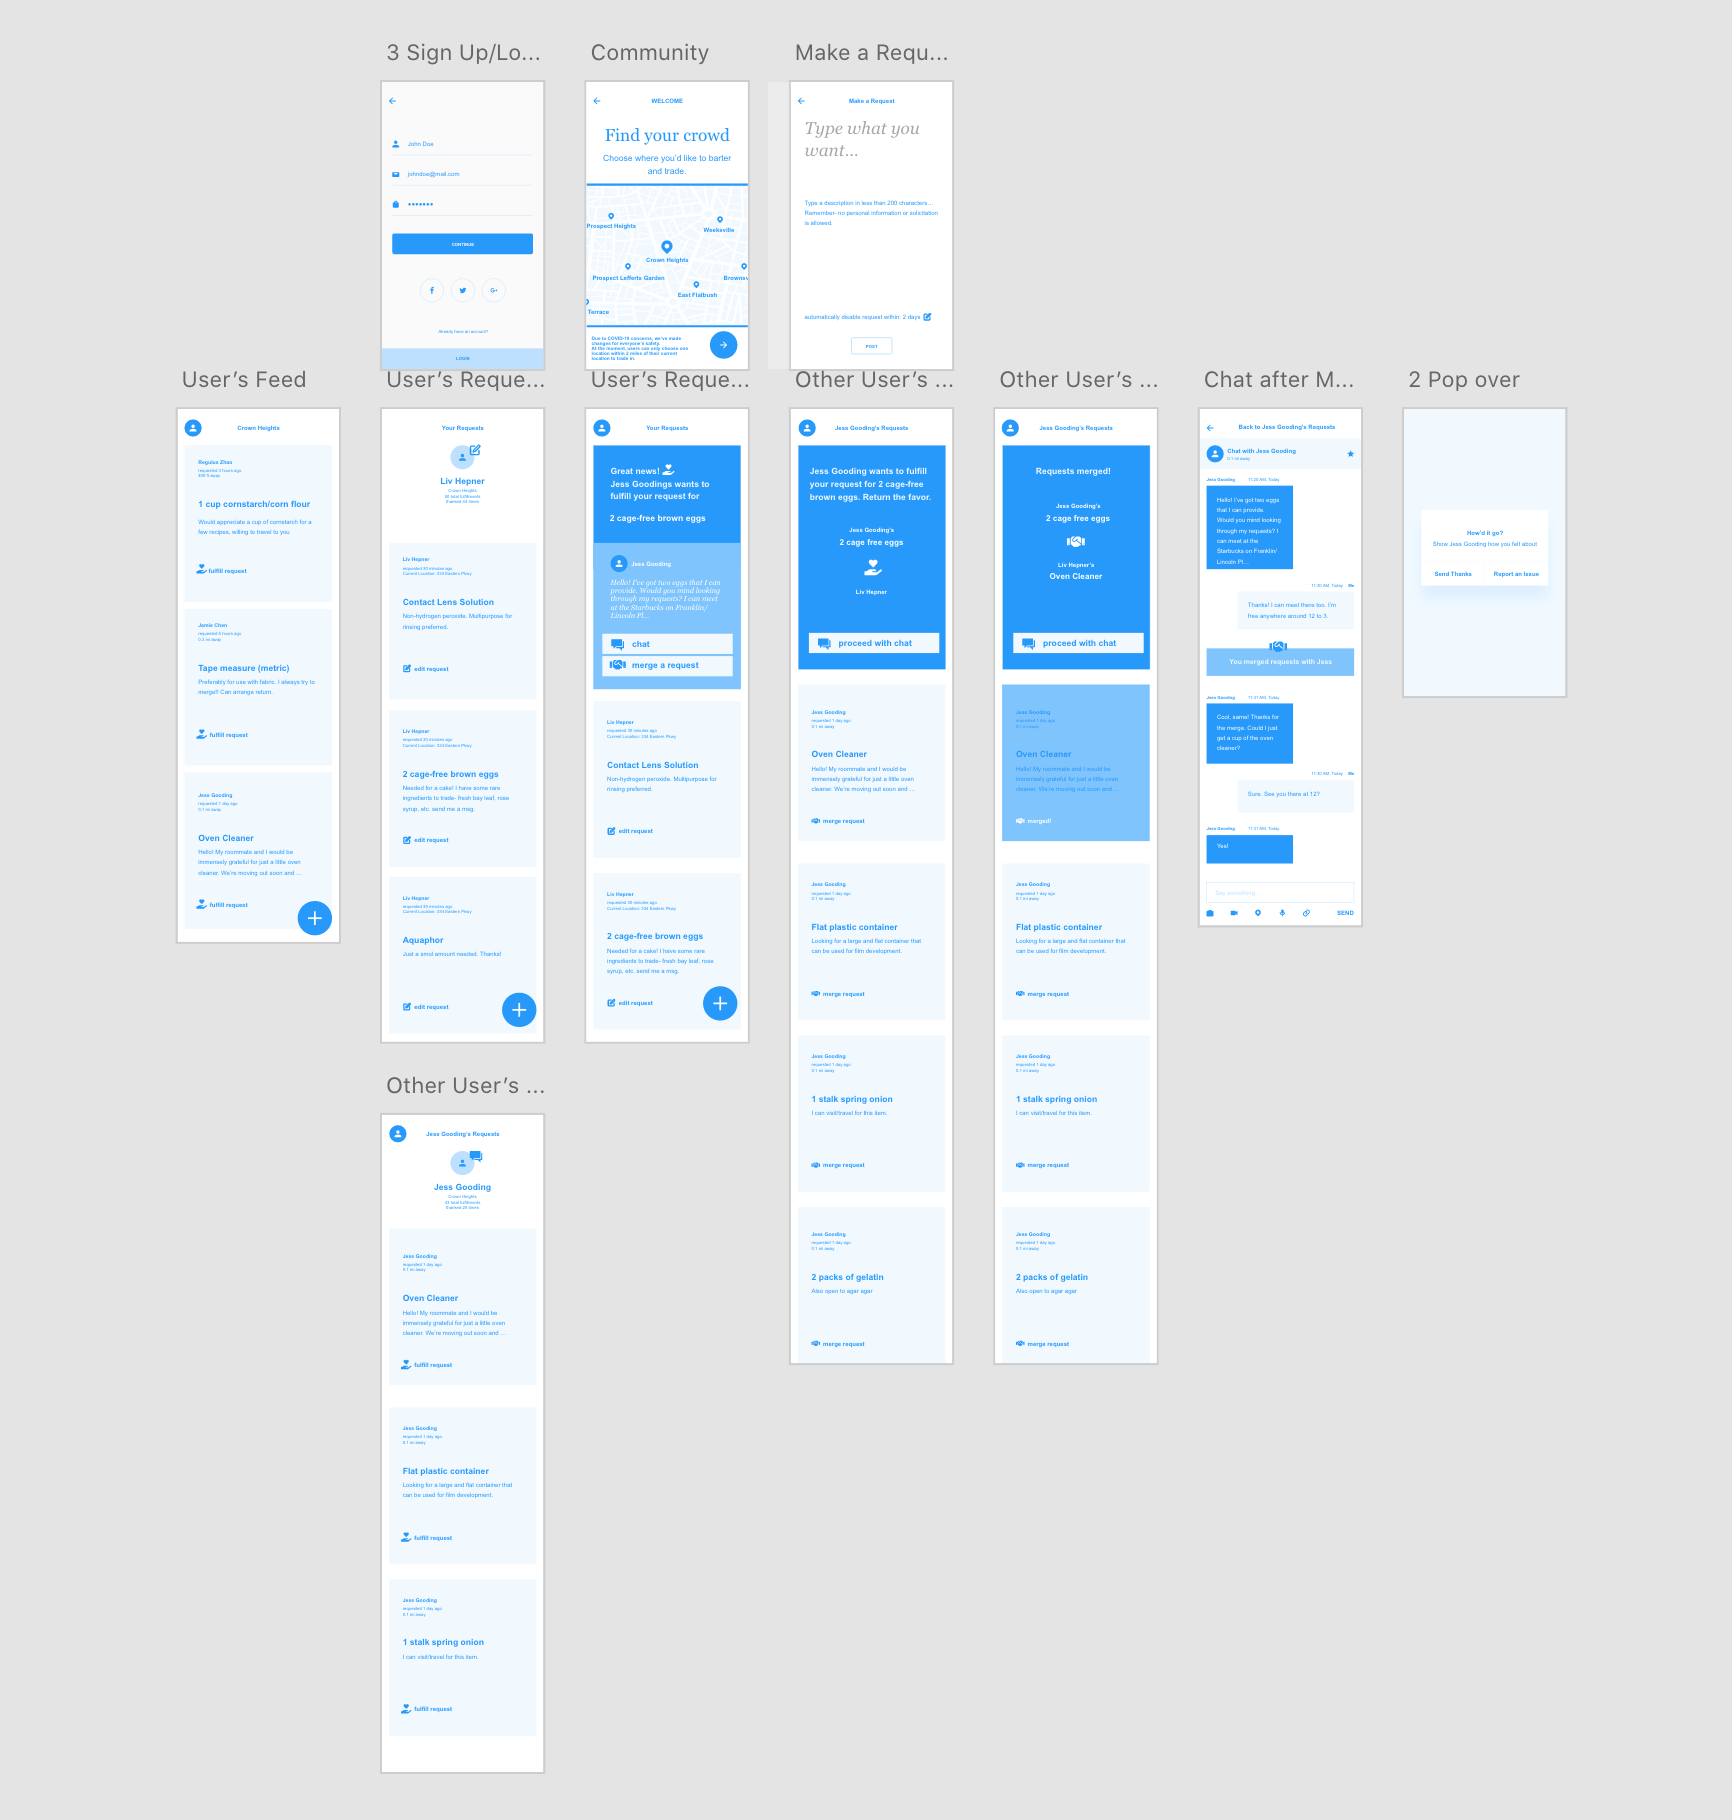 3 Sign Up/Lo...
John Doe
johndoe@mail.com
CONTINUE
Already have an account?
LOGIN
Community
WELCOME
Find your crowd
Choose where you'd like to barter
and trade.
Prospect Heights
Weeksville
Crown Heights
Prospect Lefferts Garden
Brownsv
East Flatbush
Terrace
Due to COVID-19 concerns, we've made
changes for everyone's safety.
At the moment, users can only choose one
location within 2 miles of their current
location to trade in.
Make a Requ...
Make a Request
Type what you
want...
Type a description in less than 200 characters...
Remember- no personal information or solicitation
is allowed.
automatically disable request within: 2 days
POST
User's Feed
Crown Heights
Regulus Zhao
requested 3 hours ago
1 cup cornstarch/corn flour
Would appreciate a cup of cornstarch for a
few recipes, willing to travel to you
fulfill request
Jamie Chen
requested 5 hours ago
0.3 mi away
Tape measure (metric)
Preferably for use with fabric. I always try to
merge!! Can arrange return.
fulfill request
Jess Gooding
requested 1 day ago
0.1 mi away
Oven Cleaner
Hello! My roommate and I would be
immensely grateful for just a little oven
cleaner. We're moving out soon and ...
fulfill request
User's Reque...
Your Requests
Liv Hepner
Crown Heights
Liv Hepner
requested 30 minutes ago
Current Location: 334 Eastern Pkwy
Contact Lens Solution
Non-hydrogen peroxide. Multipurpose for
rinsing preferred.
edit request
Liv Hepner
requested 30 minutes ago
Current Location: 334 Eastern Pkwy
2 cage-free brown eggs
Needed for a cake! I have some rare
ingredients to trade- fresh bay leaf, rose
syrup, etc. send me a msg.
edit request
Liv Hepner
requested 30 minutes ago
Current Location: 334 Eastern Pkwy
Aquaphor
Just a smol amount needed. Thanks!
edit request
User's Reque...
Your Requests
Great news!
Jess Goodings wants to
fulfill your request for
2 cage-free brown eggs
Jess Gooding
Hello! I've got two eggs that I can
provide. Would you mind looking
through my requests? I can meet
at the Starbucks on Franklin/
Lincoln Pl...
chat
merge a request
Liv Hepner
requested 30 minutes ago
Current Location: 334 Eastern Pkwy
Contact Lens Solution
Non-hydrogen peroxide. Multipurpose for
rinsing preferred.
edit request
Liv Hepner
requested 30 minutes ago
Current Location: 334 Eastern Pkwy
2 cage-free brown eggs
Needed for a cake! I have some rare
ingredients to trade- fresh bay leaf, rose
syrup, etc. send me a msg.
edit request
Other User's ...
Jess Gooding's Requests
Jess Gooding wants to fulfill
your request for 2 cage-free
brown eggs. Return the favor.
Jess Gooding's
2 cage free eggs
Liv Hepner
proceed with chat
Jess Gooding
requested 1 day ago
0.1 mi away
Oven Cleaner
Hello! My roommate and I would be
immensely grateful for just a little oven
cleaner. We're moving out soon and ...
merge request
Jess Gooding
requested 1 day ago
0.1 mi away
Flat plastic container
Looking for a large and flat container that
can be used for film development.
merge request
Jess Gooding
requested 1 day ago
0.1 mi away
1 stalk spring onion
I can visit/travel for this item.
merge request
Jess Gooding
requested 1 day ago
0.1 mi away
2 packs of gelatin
Also open to agar agar
merge request
Other User's ...
Jess Gooding's Requests
Requests merged!
Jess Gooding's
2 cage free eggs
Liv Hepner's
Oven Cleaner
proceed with chat
Jess Gooding
requested 1 day ago
0.1 mi away
Oven Cleaner
Hello! My roommate and I would be
immensely grateful for just a little oven
cleaner. We're moving out soon and ...
merged!
Jess Gooding
requested 1 day ago
0.1 mi away
Flat plastic container
Looking for a large and flat container that
can be used for film development.
merge request
Jess Gooding
requested 1 day ago
0.1 mi away
1 stalk spring onion
I can visit/travel for this item.
merge request
Jess Gooding
requested 1 day ago
0.1 mi away
2 packs of gelatin
Also open to agar agar
merge request
Chat after M...
Back to Jess Gooding's Requests
Chat with Jess Gooding
0.1 mi away
Jess Gooding 11:20 AM, Today
Hello! I've got two eggs
that I can provide.
Would you mind looking
through my requests? I
can meet at the
Starbucks on Franklin/
Lincoln Pl...
11:30 AM, Today Me
Thanks! I can meet there too. I'm
free anywhere around 12 to 3.
You merged requests with Jess
Jess Gooding 11:31 AM, Today
Cool, same! Thanks for
the merge. Could I just
get a cup of the oven
cleaner?
11:30 AM, Today Me
Sure. See you there at 12?
Jess Gooding 11:31 AM, Today
Yes!
Say something...
SEND
2 Pop over
How'd it go?
Show Jess Gooding how you felt about
Send Thanks Report an Issue
Other User's ...
Jess Gooding's Requests
Jess Gooding
Crown Heights
Jess Gooding
requested 1 day ago
0.1 mi away
Oven Cleaner
Hello! My roommate and I would be
immensely grateful for just a little oven
cleaner. We're moving out soon and ...
fulfill request
Jess Gooding
requested 1 day ago
0.1 mi away
Flat plastic container
Looking for a large and flat container that
can be used for film development.
fulfill request
Jess Gooding
requested 1 day ago
0.1 mi away
1 stalk spring onion
I can visit/travel for this item.
fulfill request